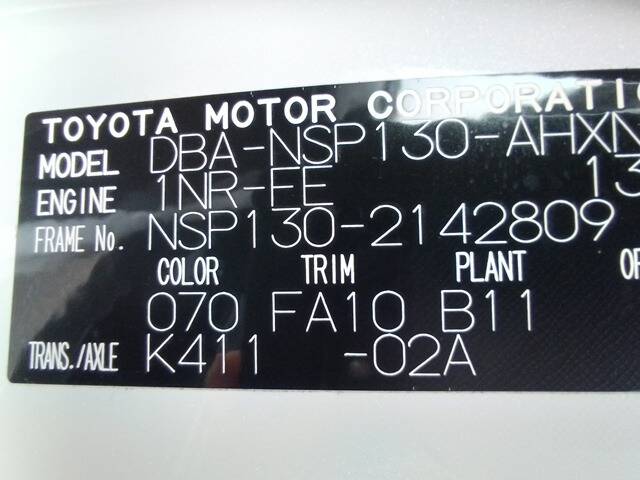 TOYOTA MOTOR CORPORATI
MODEL DBA-NSP130-AHXN
ENGINE 1NR-FE 13
FRAME No. NSP130-2142809
COLOR TRIM PLANT OP
070 FA10 B11
TRANS./AXLE K411 -02A